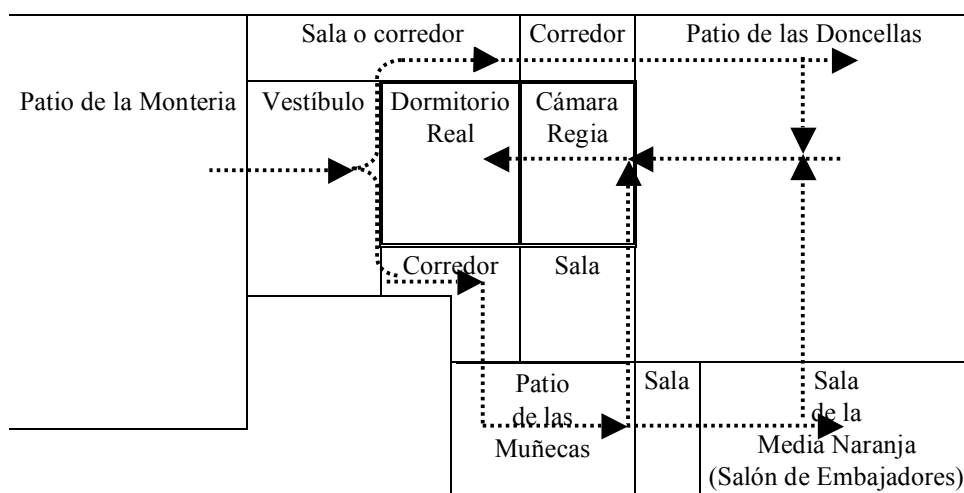 Sala o corredor
Corredor
Patio de las Doncellas
Patio de la Monteria
Vestíbulo
Dormitorio
Real
Cámara
Regia
Corredor
Sala
Patio
de las
Muñecas
Sala
Sala
de la
Media Naranja
(Salón de Embajadores)